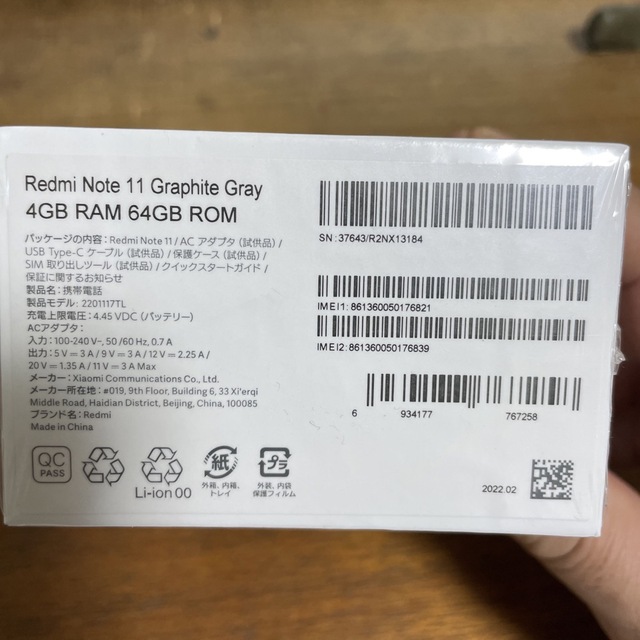 Redmi Note 11 Graphite Gray
4GB RAM 64GB ROM
パッケージの内容: Redmi Note 11 / AC アダプタ (試供品) /
USB Type-C ケーブル (試供品) / 保護ケース (試供品) /
SIM 取り出しツール (試供品) / クイックスタートガイド /
保証に関するお知らせ
製品名: 携帯電話
製品モデル: 2201117TL
充電上限電圧: 4.45 VDC (バッテリー)
ACアダプタ:
入力: 100-240 V~, 50/60 Hz, 0.7 A
出力: 5 V⎓3 A / 9 V⎓3 A / 12 V⎓2.25 A /
20 V⎓1.35 A / 11 V⎓3 A Max
メーカー: Xiaomi Communications Co., Ltd.
メーカー所在地: #019, 9th Floor, Building 6, 33 Xi'erqi
Middle Road, Haidian District, Beijing, China, 100085
ブランド名: Redmi
Made in China
QC
PASS
Li-ion 00
紙
外箱、内箱、
トレイ
プラ
外装、内袋
保護フィルム
SN: 37643/R2NX13184
IMEI1: 861360050176821
IMEI2: 861360050176839
6 934177 767258
2022.02